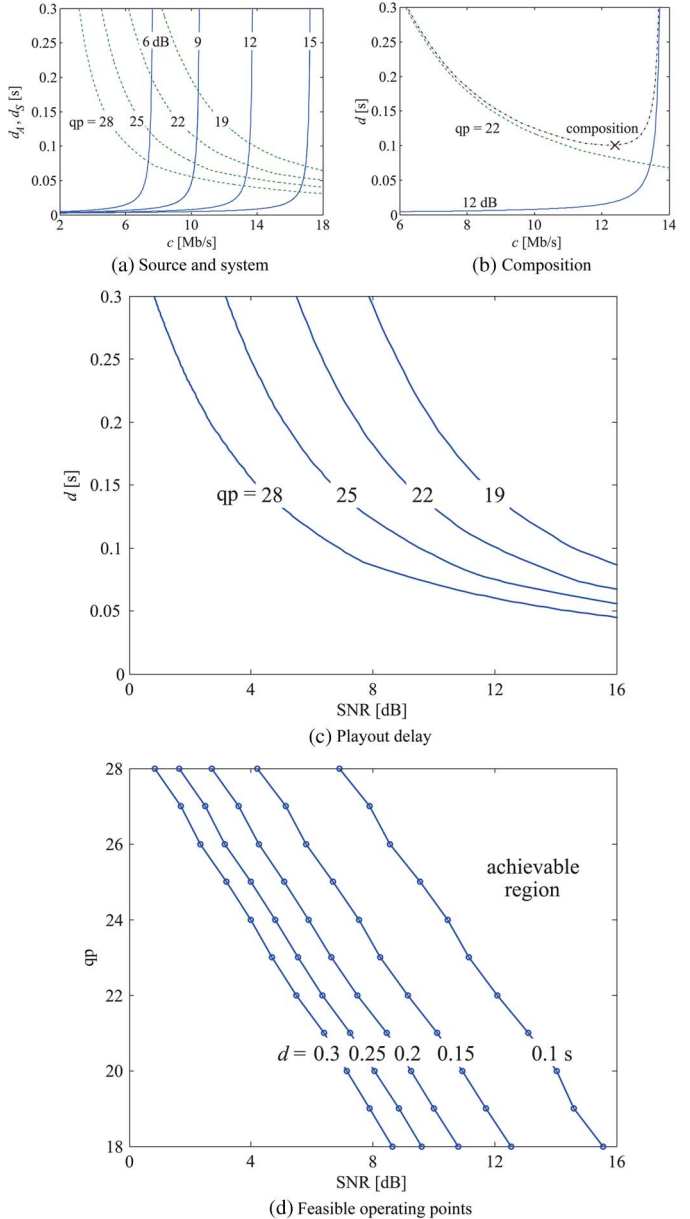 0.3
0.25
0.2
0.15
0.1
0.05
0
d_A, d_S [s]
6 dB
9
12
15
qp = 28
25
22
19
2
6
10
14
18
c [Mb/s]
(a) Source and system
0.3
0.25
0.2
0.15
0.1
0.05
0
d [s]
qp = 22
composition
12 dB
6
8
10
12
14
c [Mb/s]
(b) Composition
0.3
0.25
0.2
0.15
0.1
0.05
0
d [s]
qp = 28
25
22
19
0
4
8
12
16
SNR [dB]
(c) Playout delay
28
26
24
22
20
18
qp
achievable
region
d = 0.3
0.25
0.2
0.15
0.1 s
0
4
8
12
16
SNR [dB]
(d) Feasible operating points